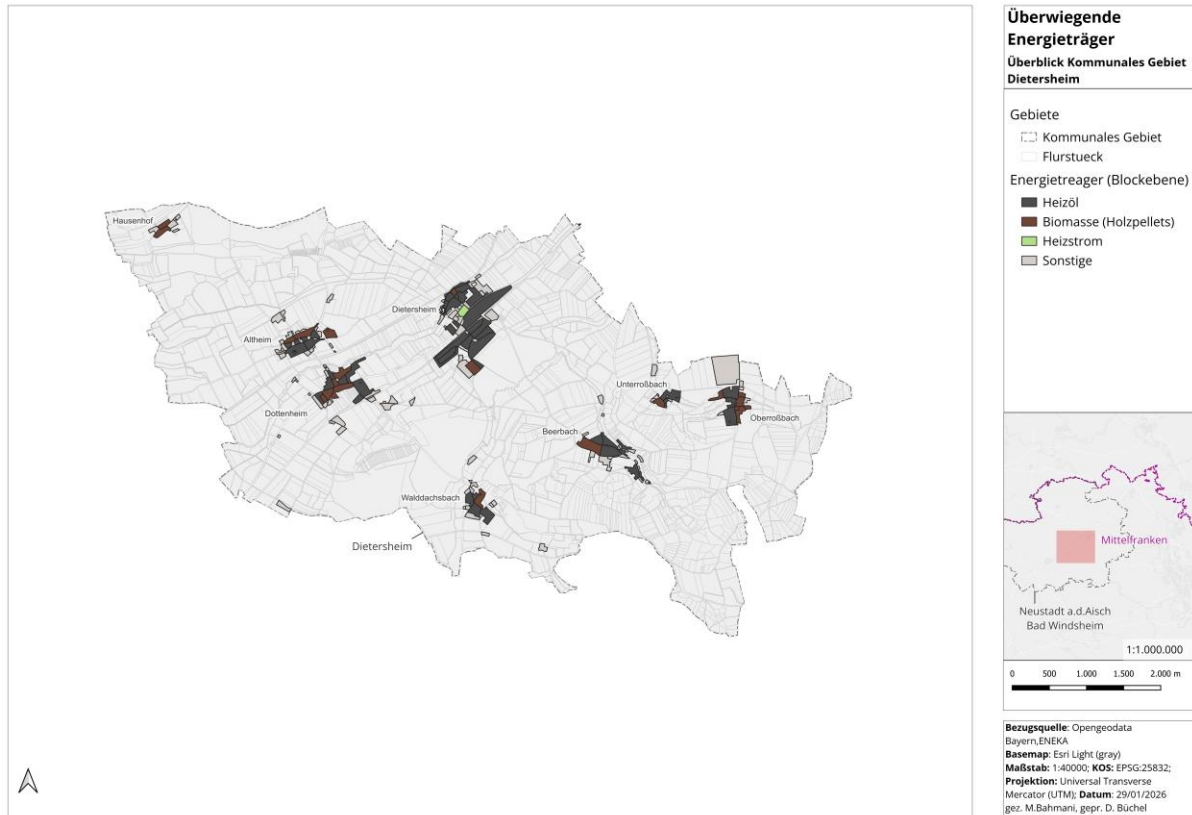 Überwiegende
Energieträger
Überblick Kommunales Gebiet
Dietersheim
Gebiete
Kommunales Gebiet
Flurstueck
Energietreager (Blockebene)
Heizöl
Biomasse (Holzpellets)
Heizstrom
Sonstige
Hausenhof
Dietersheim
Altheim
Dottenheim
Unterroßbach
Oberroßbach
Beerbach
Walddachsbach
Dietersheim
Mittelfranken
Neustadt a.d.Aisch
Bad Windsheim
1:1.000.000
0 500 1.000 1.500 2.000 m
Bezugsquelle: Opengeodata
Bayern,ENEKA
Basemap: Esri Light (gray)
Maßstab: 1:40000; KOS: EPSG:25832;
Projektion: Universal Transverse
Mercator (UTM); Datum: 29/01/2026
gez. M.Bahmani, gepr. D. Büchel